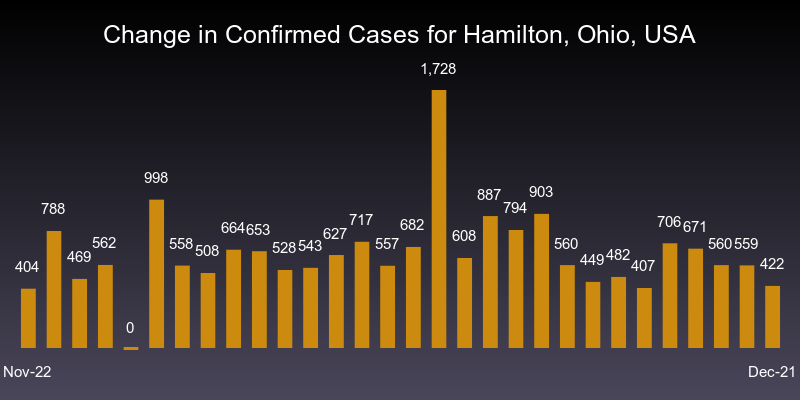 Change in Confirmed Cases for Hamilton, Ohio, USA
404 788 469 562 0 998 558 508 664 653 528 543 627 717 557 682 1,728 608 887 794 903 560 449 482 407 706 671 560 559 422
Nov-22 Dec-21